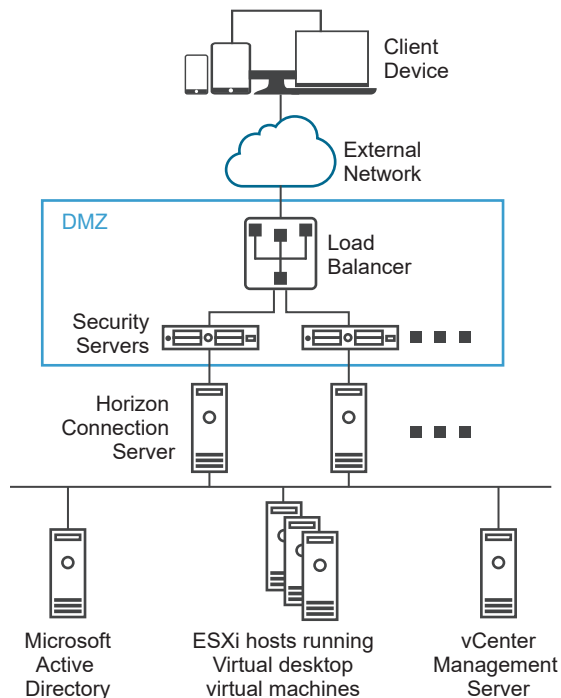 Client
Device
External
Network
DMZ
Load
Balancer
Security
Servers
Horizon
Connection
Server
Microsoft
Active
Directory
ESXi hosts running
Virtual desktop
virtual machines
vCenter
Management
Server